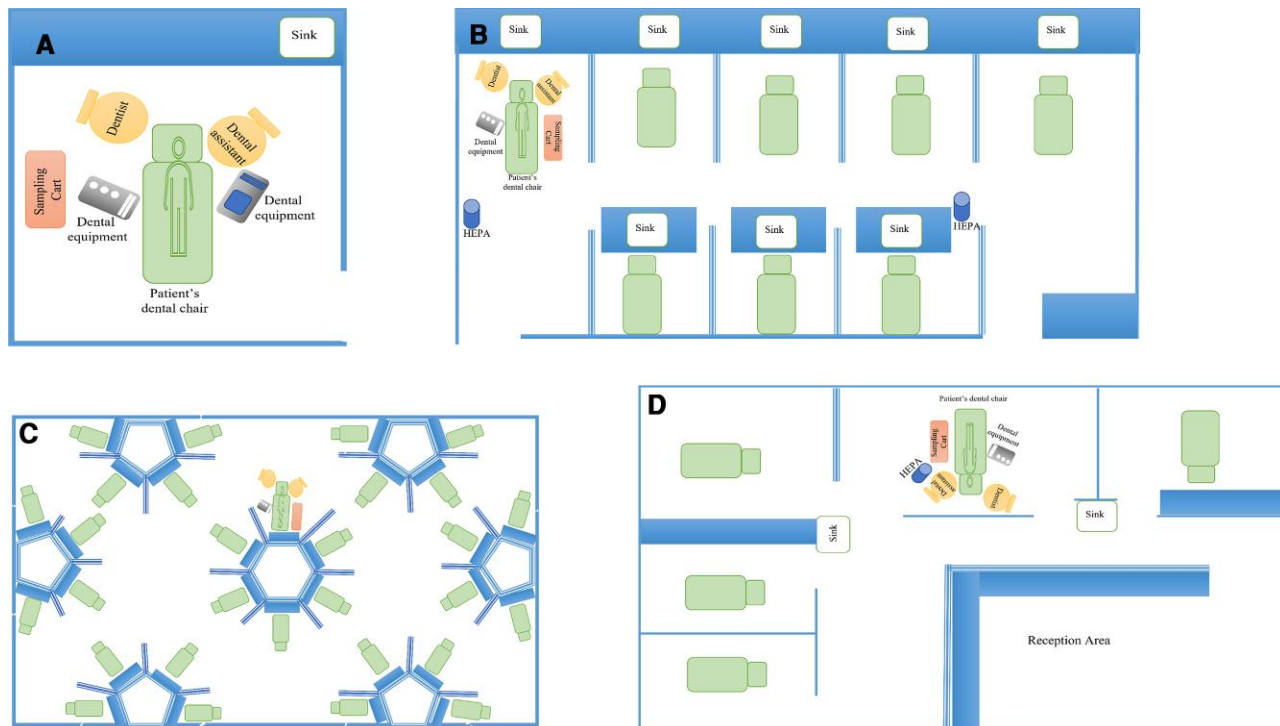 A
Sink
Dentist
Dental
assistant
Sampling
Cart
Dental
equipment
Dental
equipment
Patient's
dental chair
B
Sink
Sink
Sink
Sink
Sink
Dentist
Dental
assistant
Dental
equipment
Sampling
Cart
Patient's
dental chair
HEPA
HEPA
Sink
Sink
Sink
C
D
Patient's dental chair
Sampling
Cart
Dental
equipment
HEPA
Dental
assistant
Dentist
Sink
Sink
Reception Area